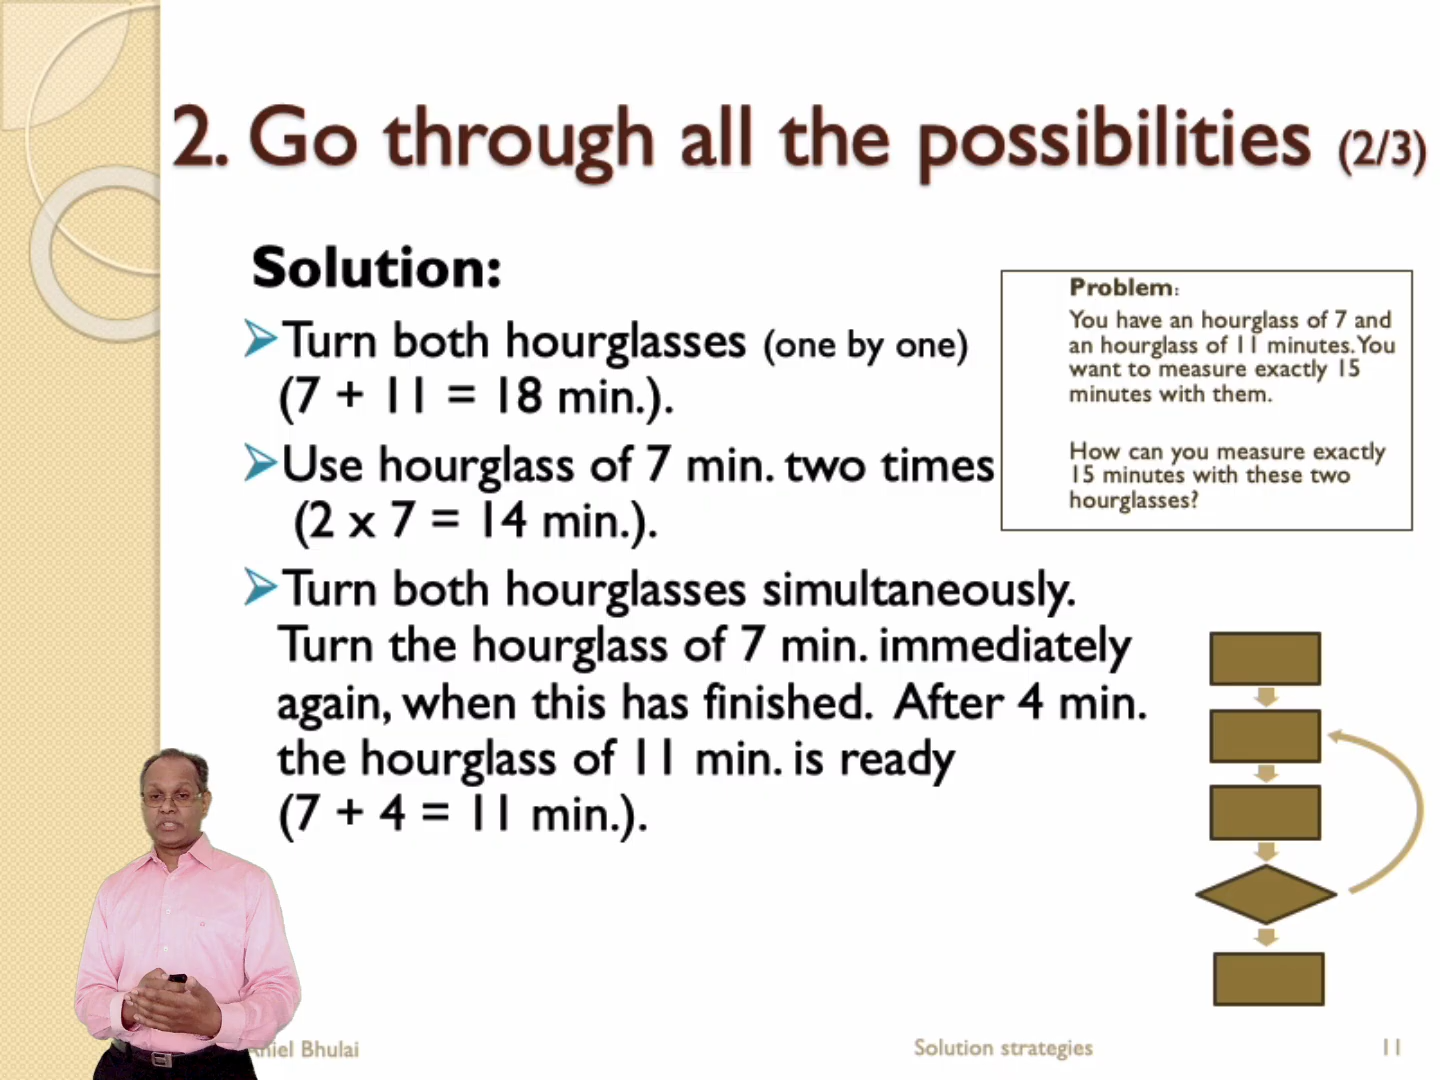 2. Go through all the possibilities (2/3)
Solution:
Turn both hourglasses (one by one)
(7 + 11 = 18 min.).
Use hourglass of 7 min. two times
(2 x 7 = 14 min.).
Turn both hourglasses simultaneously.
Turn the hourglass of 7 min. immediately
again, when this has finished. After 4 min.
the hourglass of 11 min. is ready
(7 + 4 = 11 min.).
Problem:
You have an hourglass of 7 and
an hourglass of 11 minutes. You
want to measure exactly 15
minutes with them.
How can you measure exactly
15 minutes with these two
hourglasses?
Aniel Bhulai
Solution strategies
11